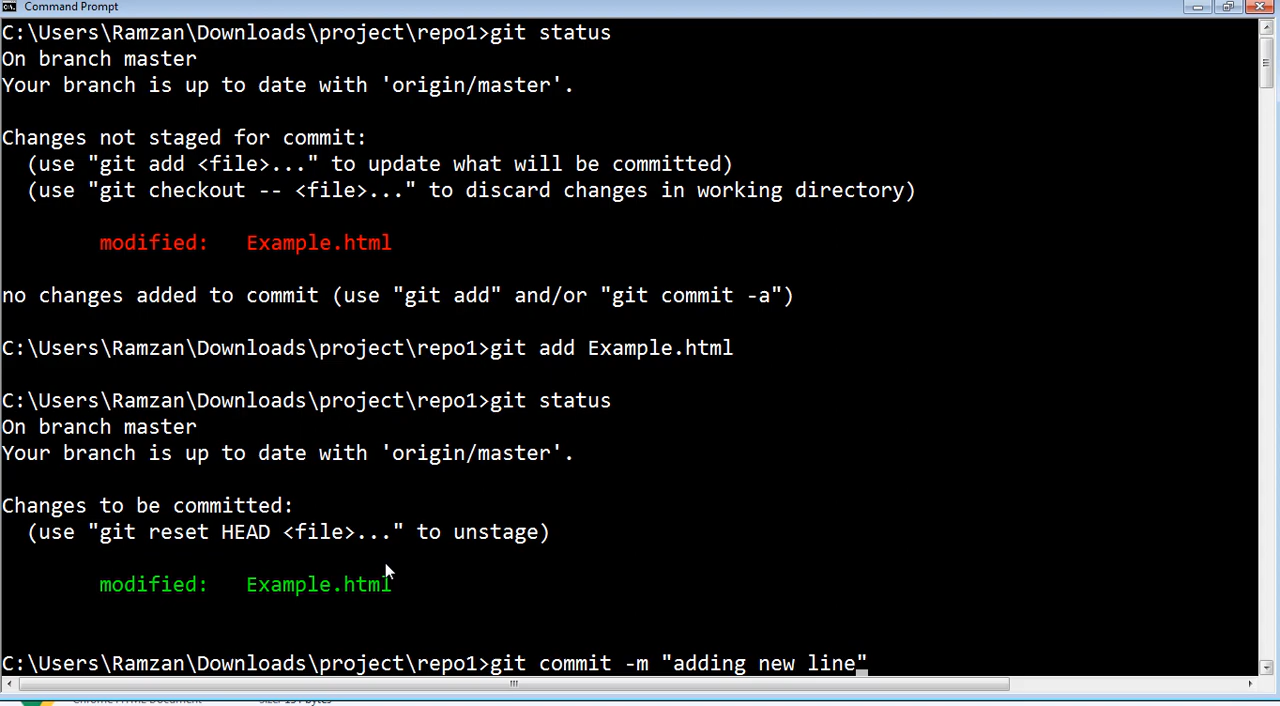 Command Prompt
C:\Users\Ramzan\Downloads\project\repo1>git status
On branch master
Your branch is up to date with 'origin/master'.
Changes not staged for commit:
(use "git add <file>..." to update what will be committed)
(use "git checkout -- <file>..." to discard changes in working directory)
modified: Example.html
no changes added to commit (use "git add" and/or "git commit -a")
C:\Users\Ramzan\Downloads\project\repo1>git add Example.html
C:\Users\Ramzan\Downloads\project\repo1>git status
On branch master
Your branch is up to date with 'origin/master'.
Changes to be committed:
(use "git reset HEAD <file>..." to unstage)
modified: Example.html
C:\Users\Ramzan\Downloads\project\repo1>git commit -m "adding new line"